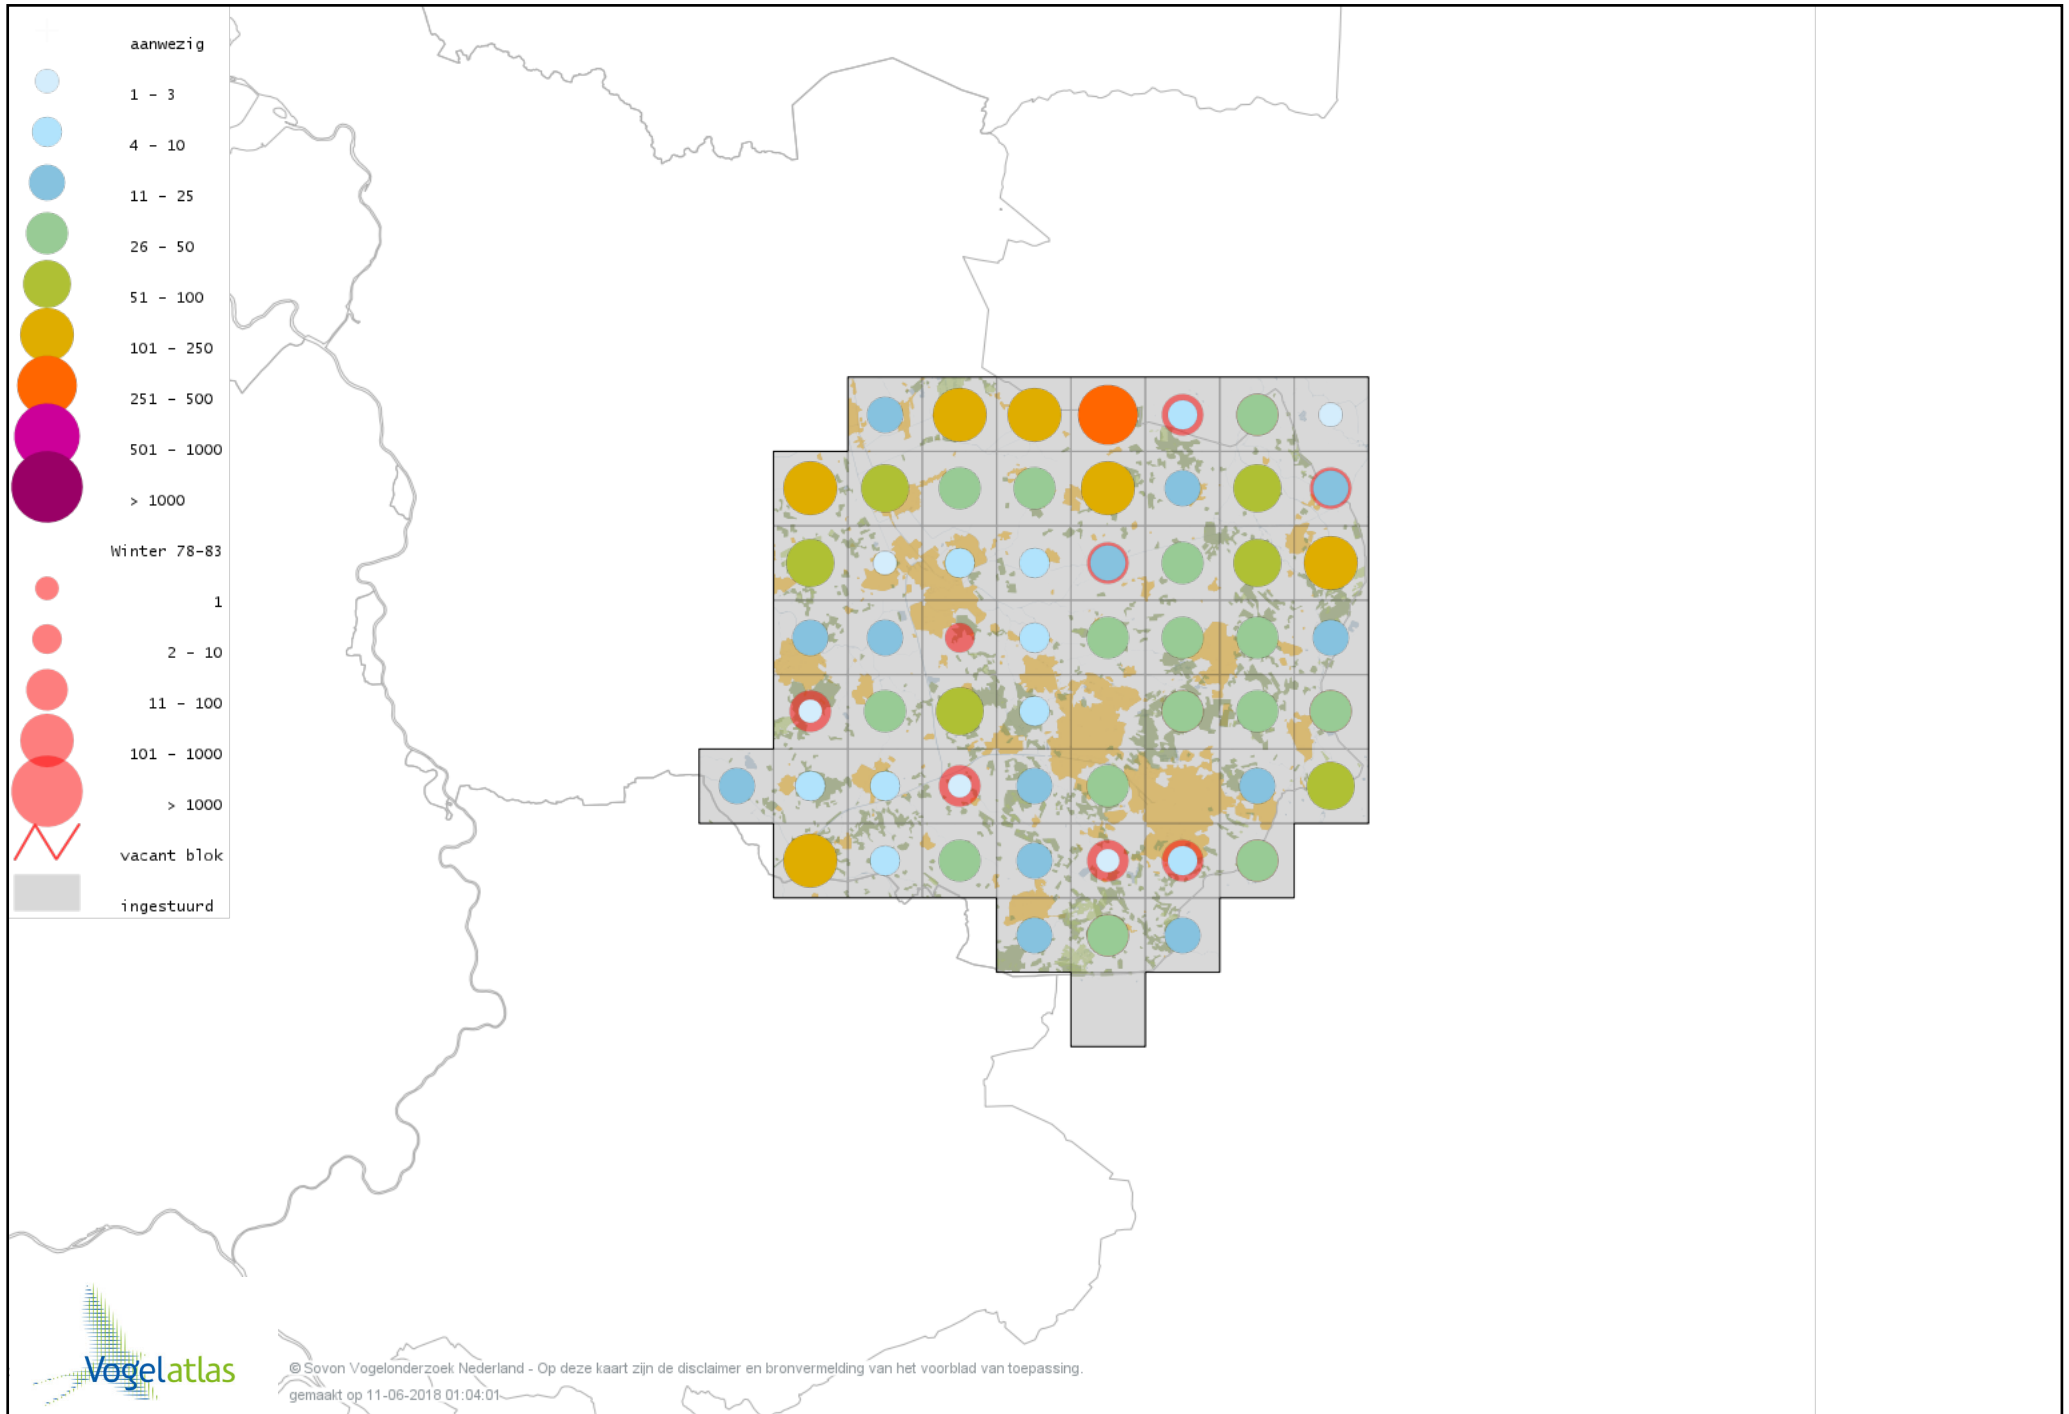 aanwezig
1 - 3
4 - 10
11 - 25
26 - 50
51 - 100
101 - 250
251 - 500
501 - 1000
> 1000
Winter 78-83
1
2 - 10
11 - 100
101 - 1000
> 1000
vacant blok
ingestuurd
Vogelatlas
© Sovon Vogelonderzoek Nederland - Op deze kaart zijn de disclaimer en bronvermelding van het voorblad van toepassing.
gemaakt op 11-06-2018 01:04:01